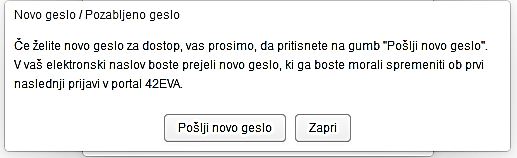 Novo geslo / Pozabljeno geslo
Če želite novo geslo za dostop, vas prosimo, da pritisnete na gumb "Pošlji novo geslo".
V vaš elektronski naslov boste prejeli novo geslo, ki ga boste morali spremeniti ob prvi
naslednji prijavi v portal 42EVA.
Pošlji novo geslo Zapri